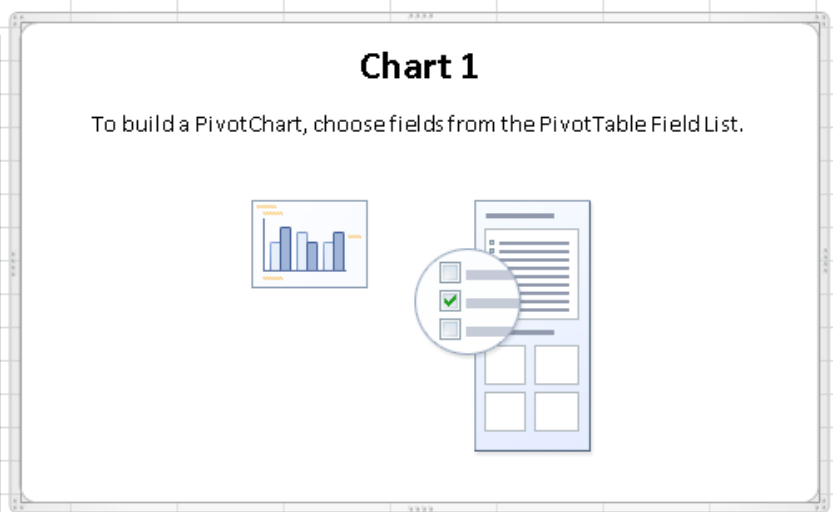 Chart 1
To build a PivotChart, choose fields from the PivotTable Field List.